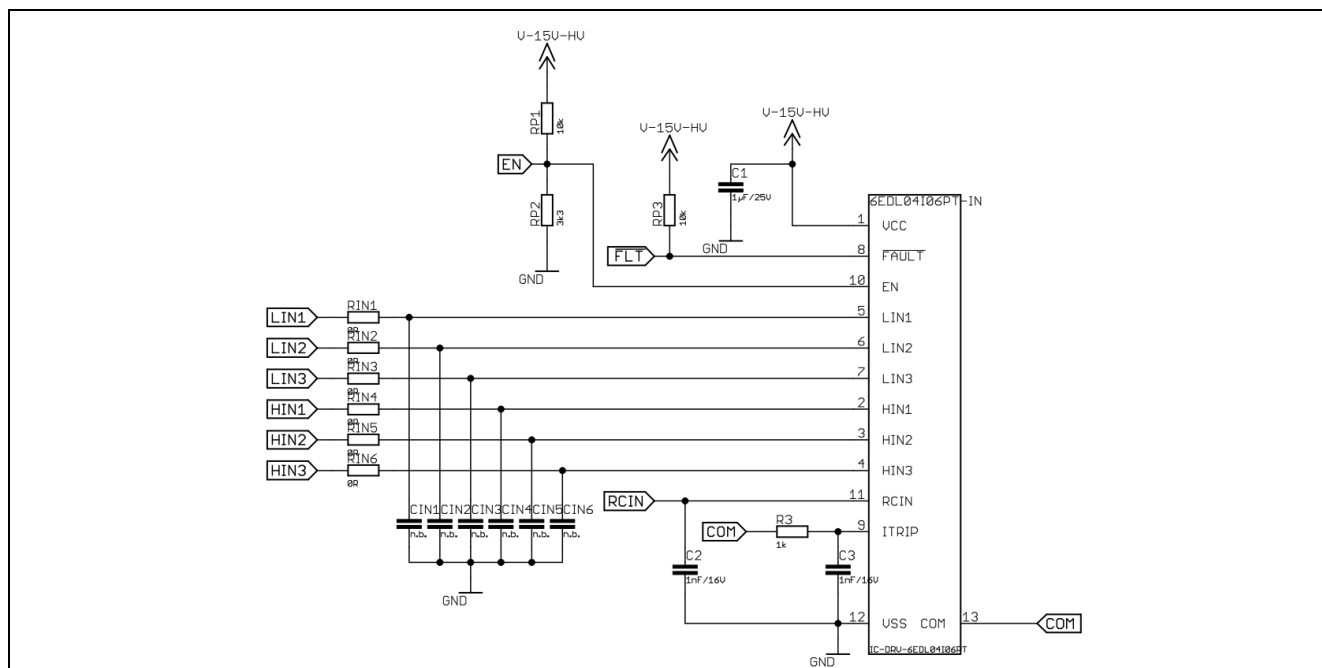 V-15V-HV
RP1
10k
EN
RP2
3k3
GND
V-15V-HV
RP3
10k
FLT
V-15V-HV
C1
1µF/25V
GND
6EDL04I06PT-IN
1 VCC
8 FAULT
10 EN
LIN1 RIN1 0R 5 LIN1
LIN2 RIN2 0R 6 LIN2
LIN3 RIN3 0R 7 LIN3
HIN1 RIN4 0R 2 HIN1
HIN2 RIN5 0R 3 HIN2
HIN3 RIN6 0R 4 HIN3
RCIN 11 RCIN
COM R3 1k 9 ITRIP
CIN1 CIN2 CIN3 CIN4 CIN5 CIN6
n.b. n.b. n.b. n.b. n.b. n.b.
GND
C2
1nF/16V
C3
1nF/16V
12 VSS COM 13 COM
GND
IC-DRV-6EDL04I06PT